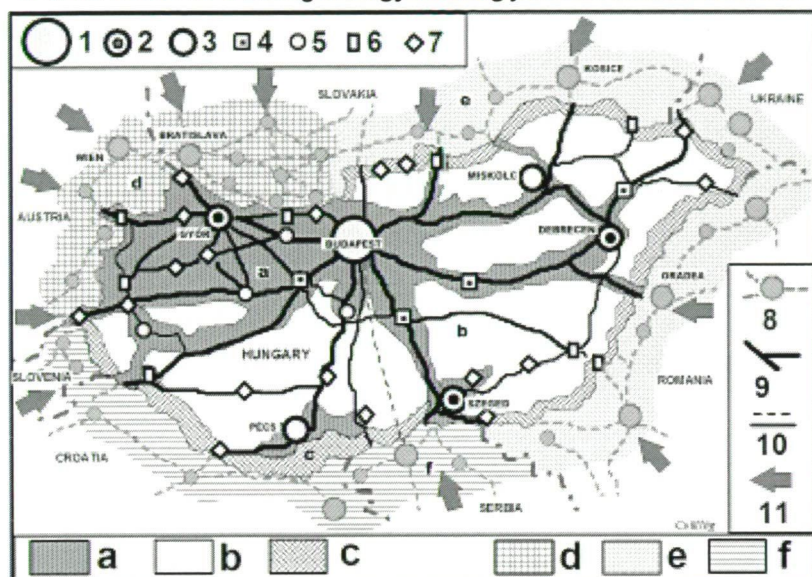 1 2 3 4 5 6 7
SLOVAKIA
KOSICE
UKRAINE
e
BRATISLAVA
WIEN
d
AUSTRIA
MISKOLC
GYŐR
BUDAPEST
DEBRECEN
a
ORADEA
8
b
HUNGARY
SLOVENIA
ROMANIA
9
SZEGED
PÉCS
CROATIA
c
f
SERBIA
10
11
a b c d e f